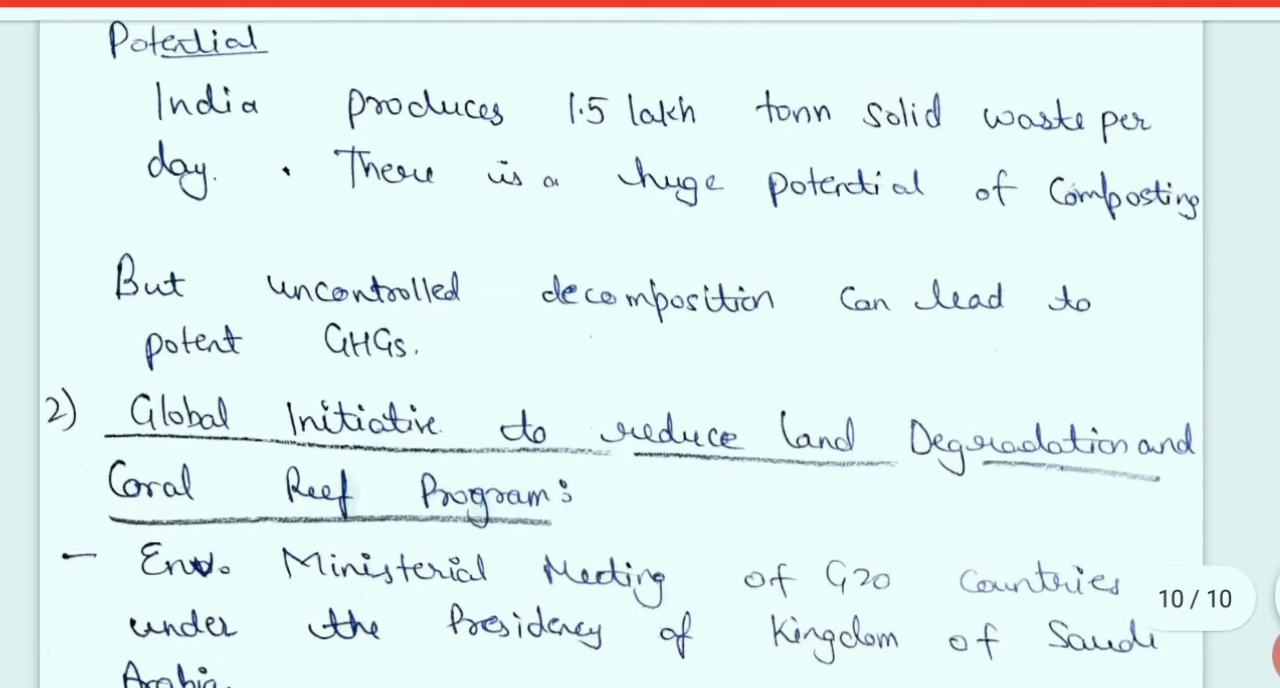 Potential
India produces 1.5 lakh tonn solid waste per
day. • There is a huge potential of Composting
But uncontrolled decomposition can lead to
potent GHGs.
2) Global Initiative to reduce land Degradation and
Coral Reef Program:
- Env. Ministerial Meeting of G20 Countries
under the Presidency of Kingdom of Saudi
Arabia.
10 / 10